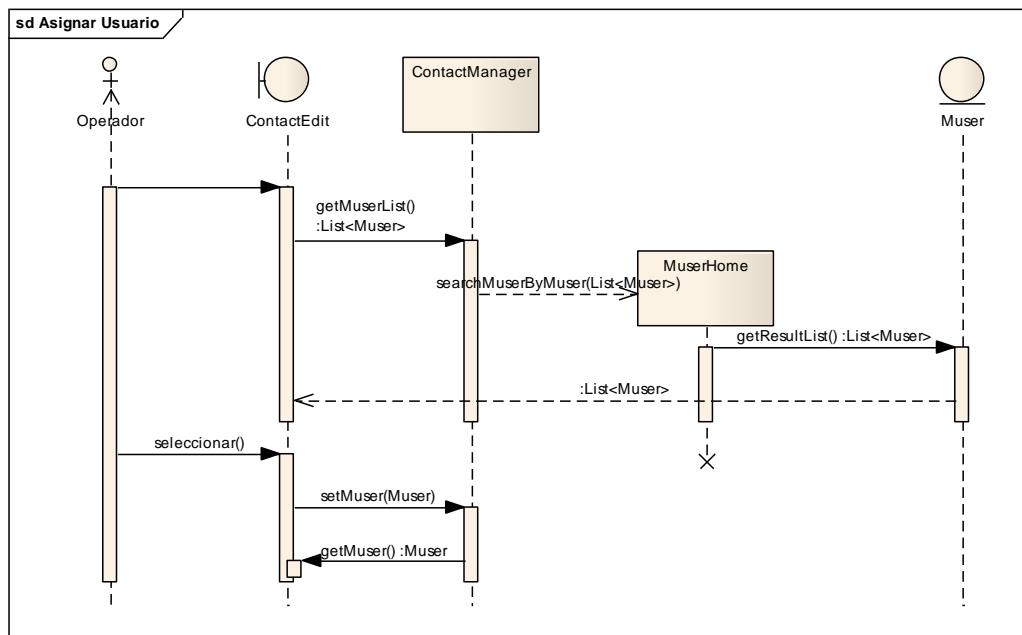 sd Asignar Usuario
Operador
ContactEdit
ContactManager
Muser
getMuserList()
:List<Muser>
MuserHome
searchMuserByMuser(List<Muser>)
getResultList() :List<Muser>
:List<Muser>
seleccionar()
setMuser(Muser)
getMuser() :Muser